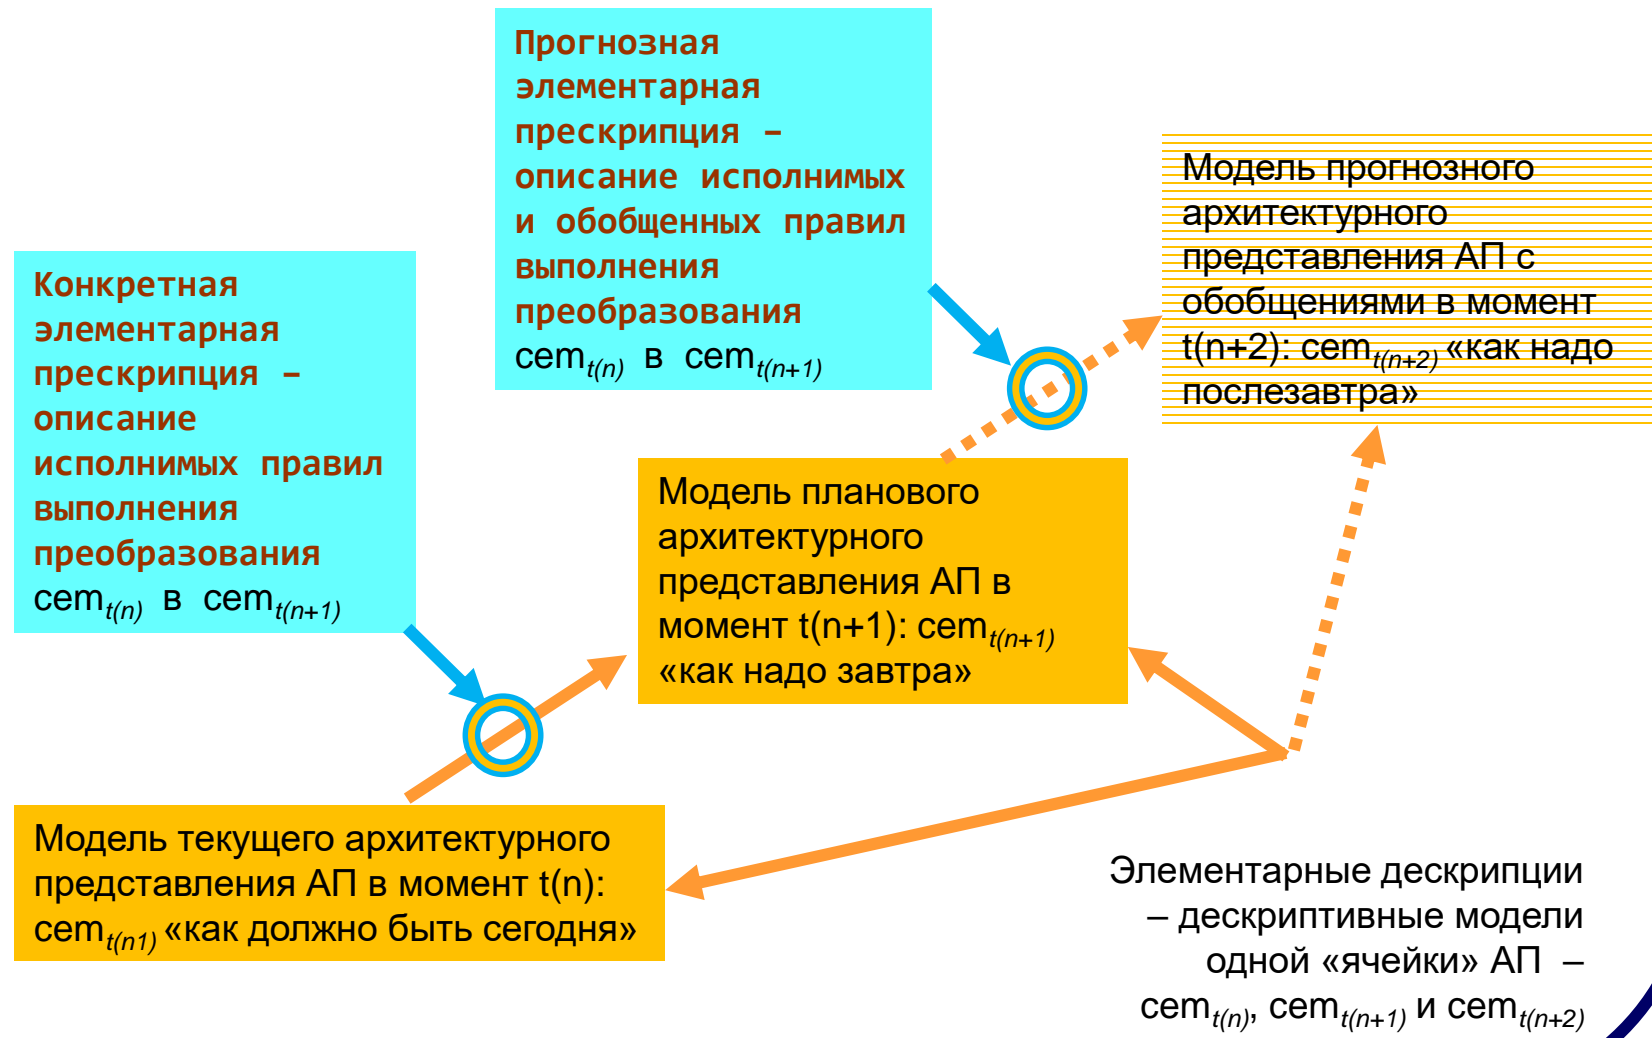 Прогнозная
элементарная
прескрипция –
описание исполнимых
и обобщенных правил
выполнения
преобразования
cem_t(n) в cem_t(n+1)
Модель прогнозного
архитектурного
представления АП с
обобщениями в момент
t(n+2): cem_t(n+2) «как надо
послезавтра»
Конкретная
элементарная
прескрипция –
описание
исполнимых правил
выполнения
преобразования
cem_t(n) в cem_t(n+1)
Модель планового
архитектурного
представления АП в
момент t(n+1): cem_t(n+1)
«как надо завтра»
Модель текущего архитектурного
представления АП в момент t(n):
cem_t(n1) «как должно быть сегодня»
Элементарные дескрипции
– дескриптивные модели
одной «ячейки» АП –
cem_t(n), cem_t(n+1) и cem_t(n+2)